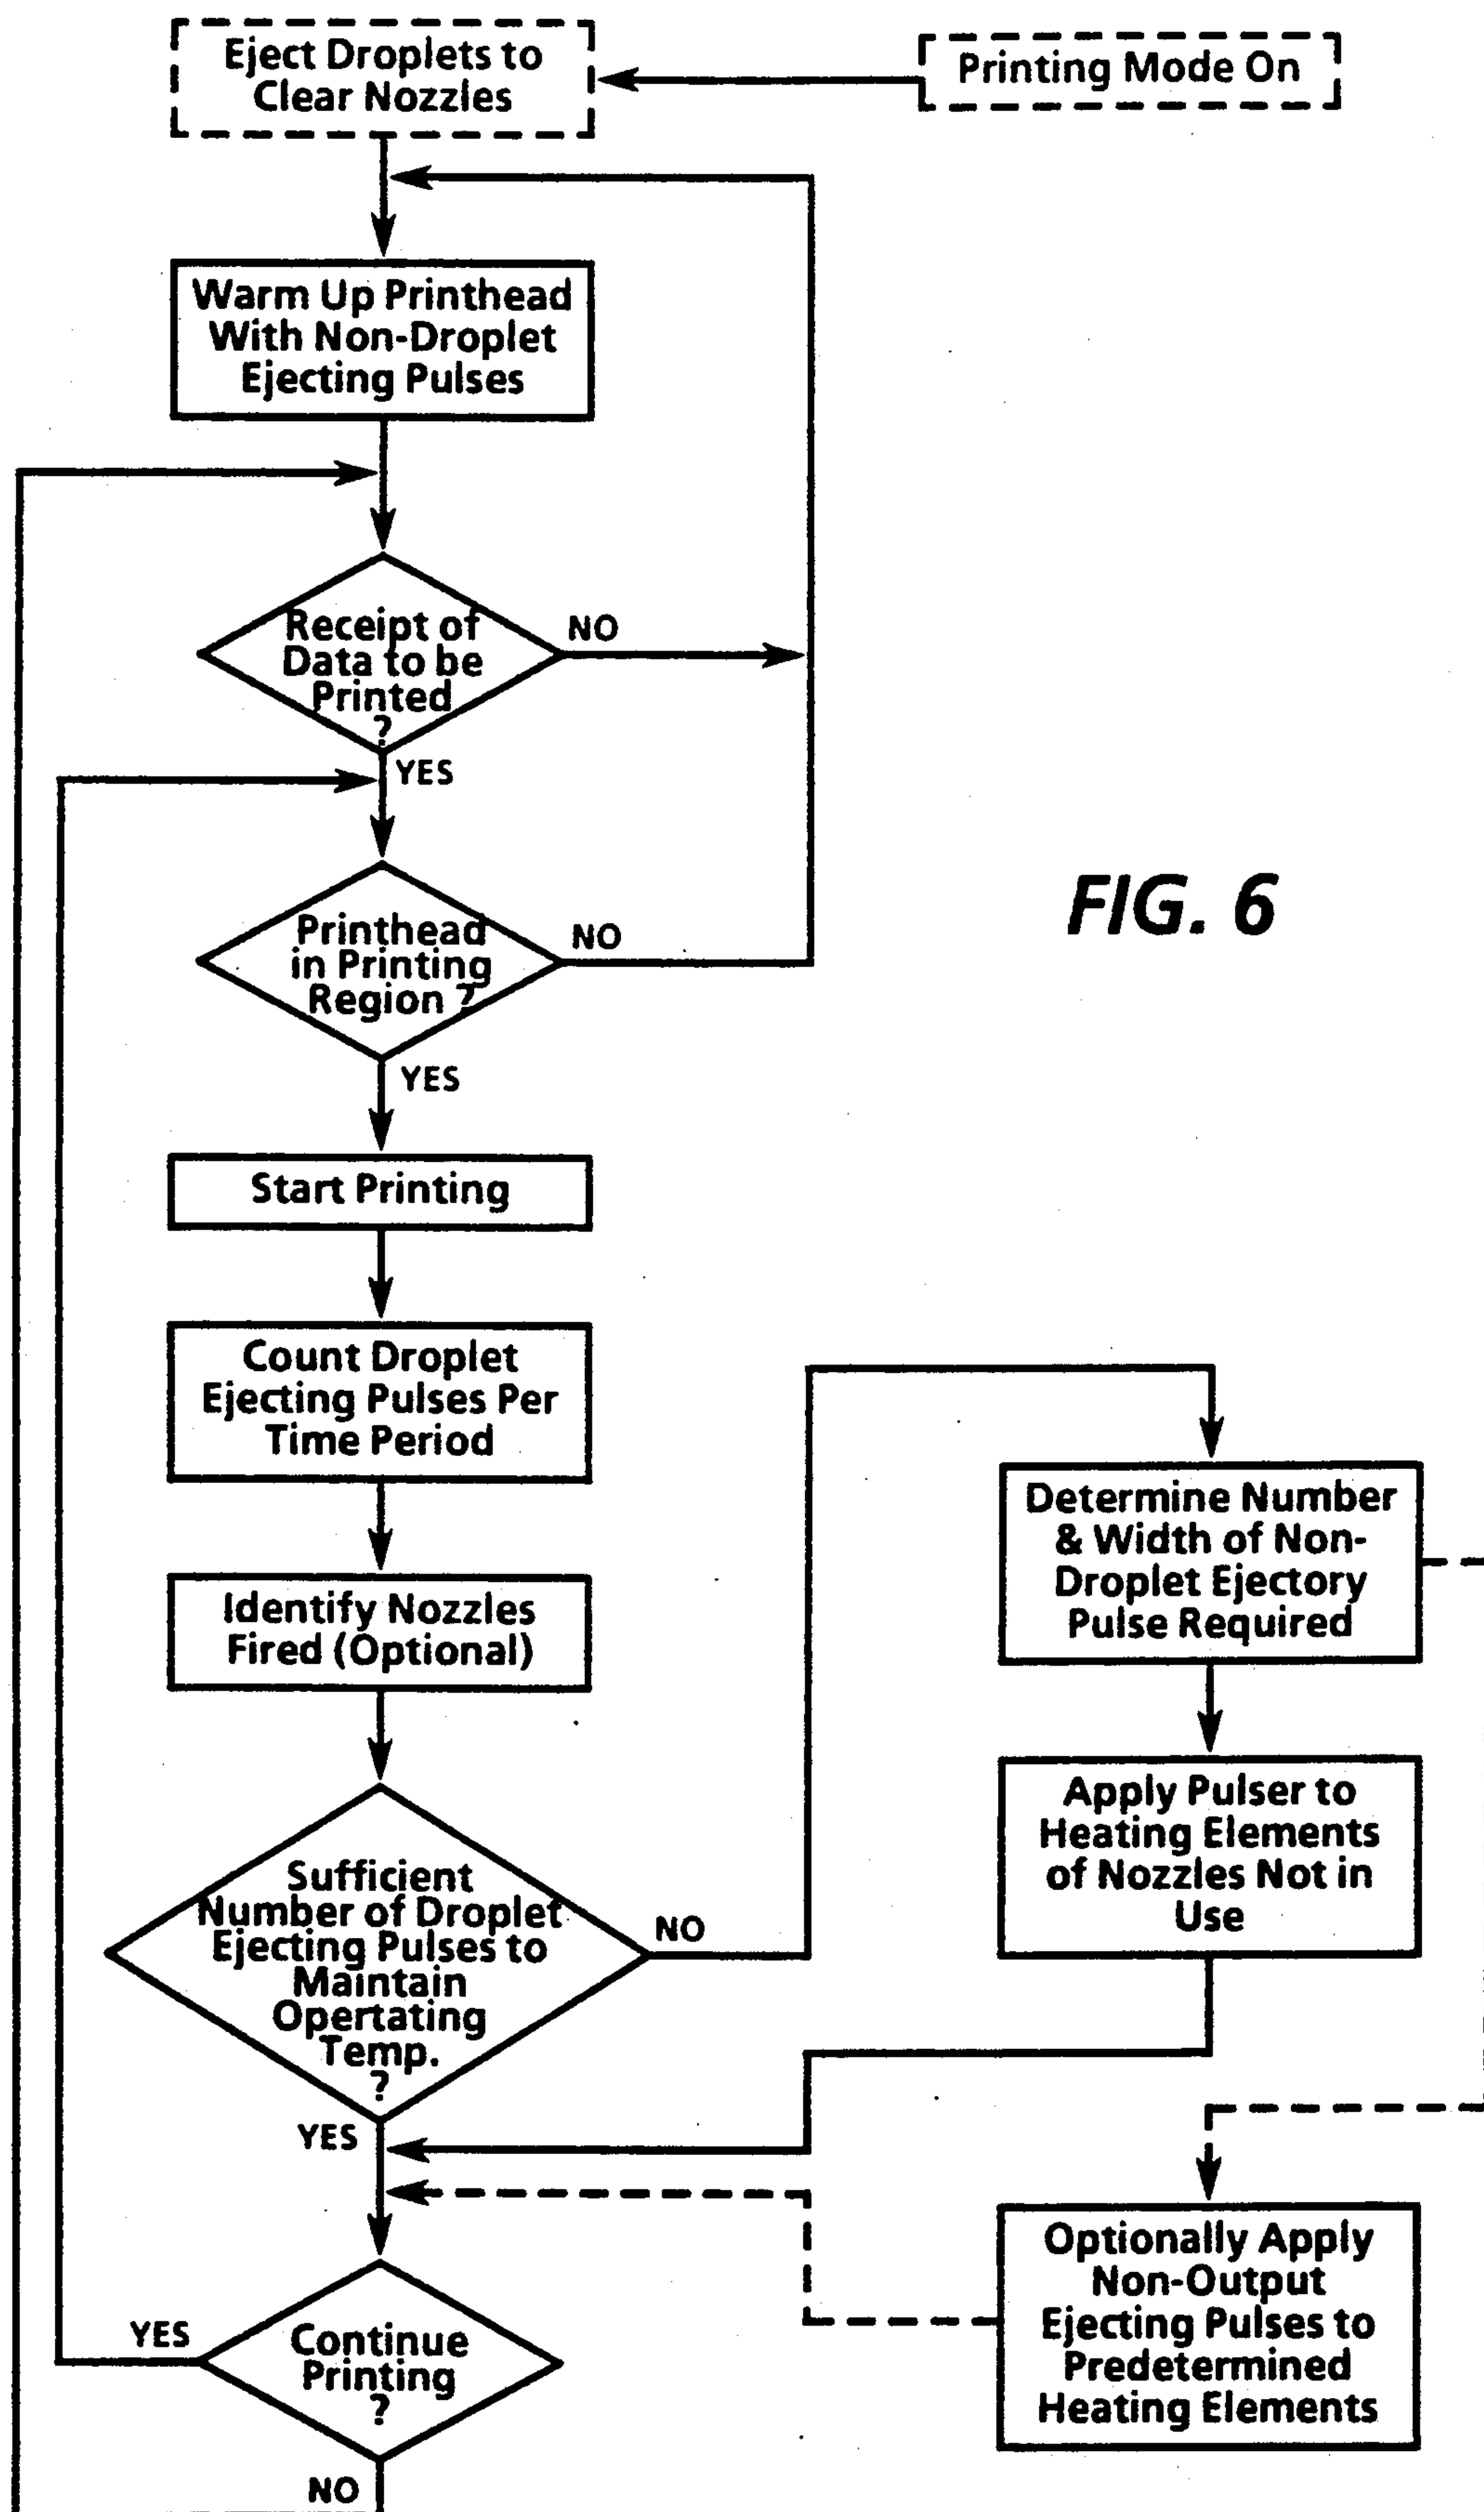 Eject Droplets to
Clear Nozzles
Printing Mode On
Warm Up Printhead
With Non-Droplet
Ejecting Pulses
Receipt of
Data to be
Printed
?
NO
YES
Printhead
in Printing
Region ?
NO
YES
FIG. 6
Start Printing
Count Droplet
Ejecting Pulses Per
Time Period
Identify Nozzles
Fired (Optional)
Sufficient
Number of Droplet
Ejecting Pulses to
Maintain
Opertating
Temp.
?
NO
YES
Determine Number
& Width of Non-
Droplet Ejectory
Pulse Required
Apply Pulser to
Heating Elements
of Nozzles Not in
Use
Optionally Apply
Non-Output
Ejecting Pulses to
Predetermined
Heating Elements
Continue
Printing
?
YES
NO